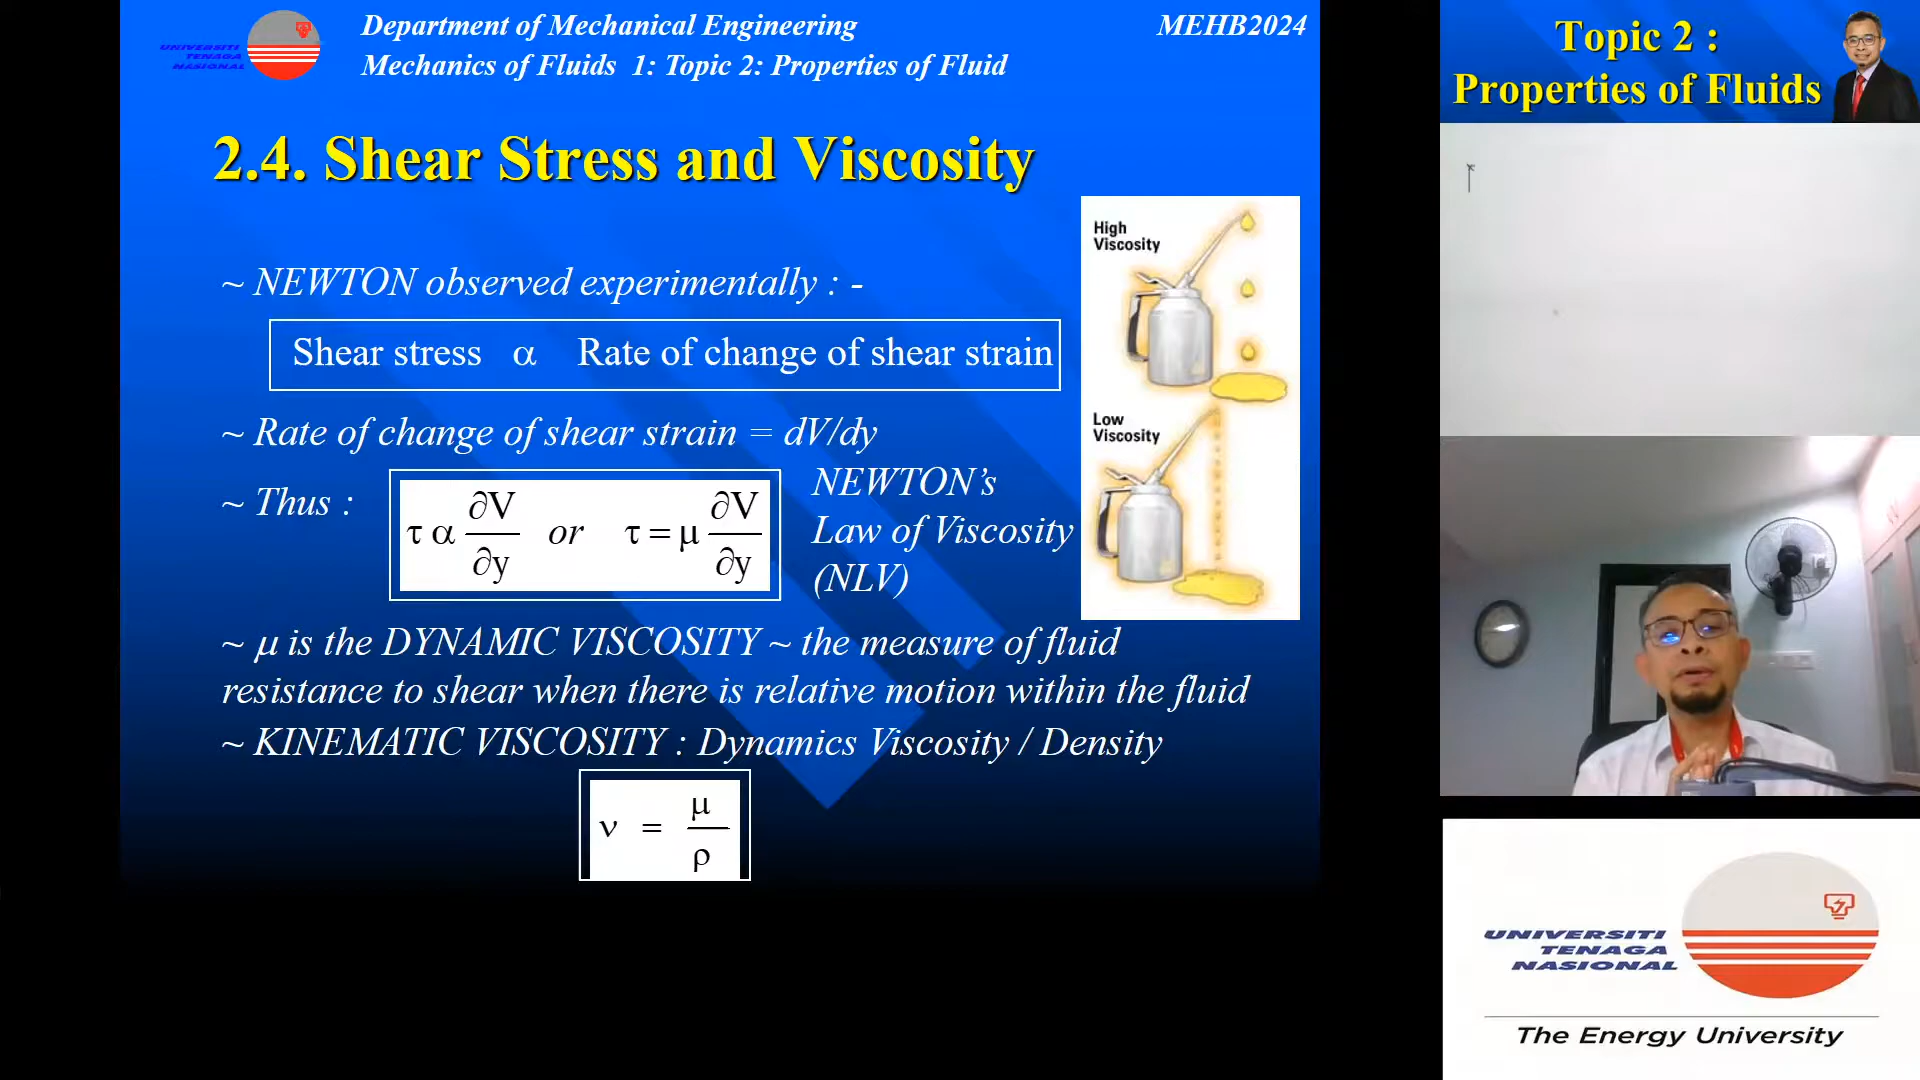 UNIVERSITI
TENAGA
NASIONAL
Department of Mechanical Engineering
MEHB2024
Mechanics of Fluids 1: Topic 2: Properties of Fluid
2.4. Shear Stress and Viscosity
~ NEWTON observed experimentally : -
Shear stress α Rate of change of shear strain
~ Rate of change of shear strain = dV/dy
~ Thus :
τ α ∂V/∂y or τ = μ ∂V/∂y
NEWTON’s
Law of Viscosity
(NLV)
~ μ is the DYNAMIC VISCOSITY ~ the measure of fluid
resistance to shear when there is relative motion within the fluid
~ KINEMATIC VISCOSITY : Dynamics Viscosity / Density
ν = μ/ρ
High
Viscosity
Low
Viscosity
Topic 2 :
Properties of Fluids
UNIVERSITI
TENAGA
NASIONAL
The Energy University